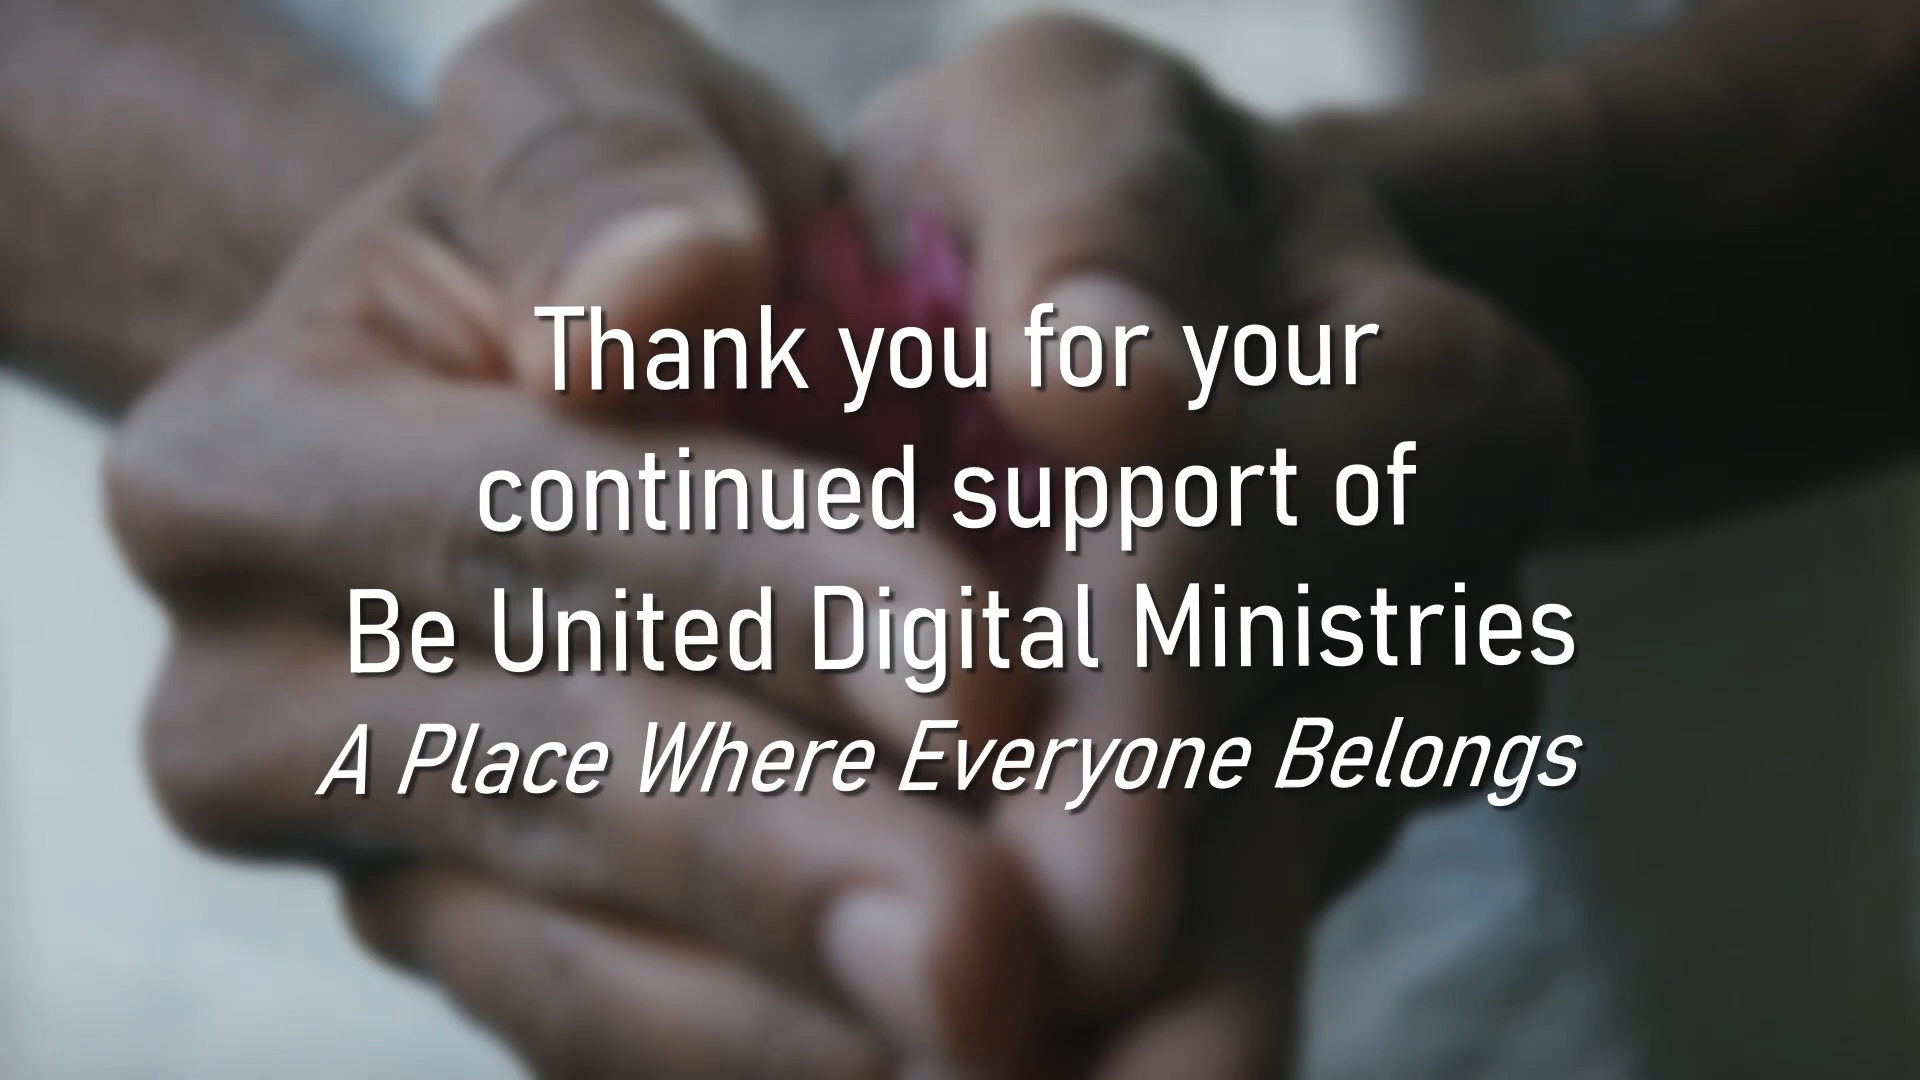 Thank you for your
continued support of
Be United Digital Ministries
A Place Where Everyone Belongs